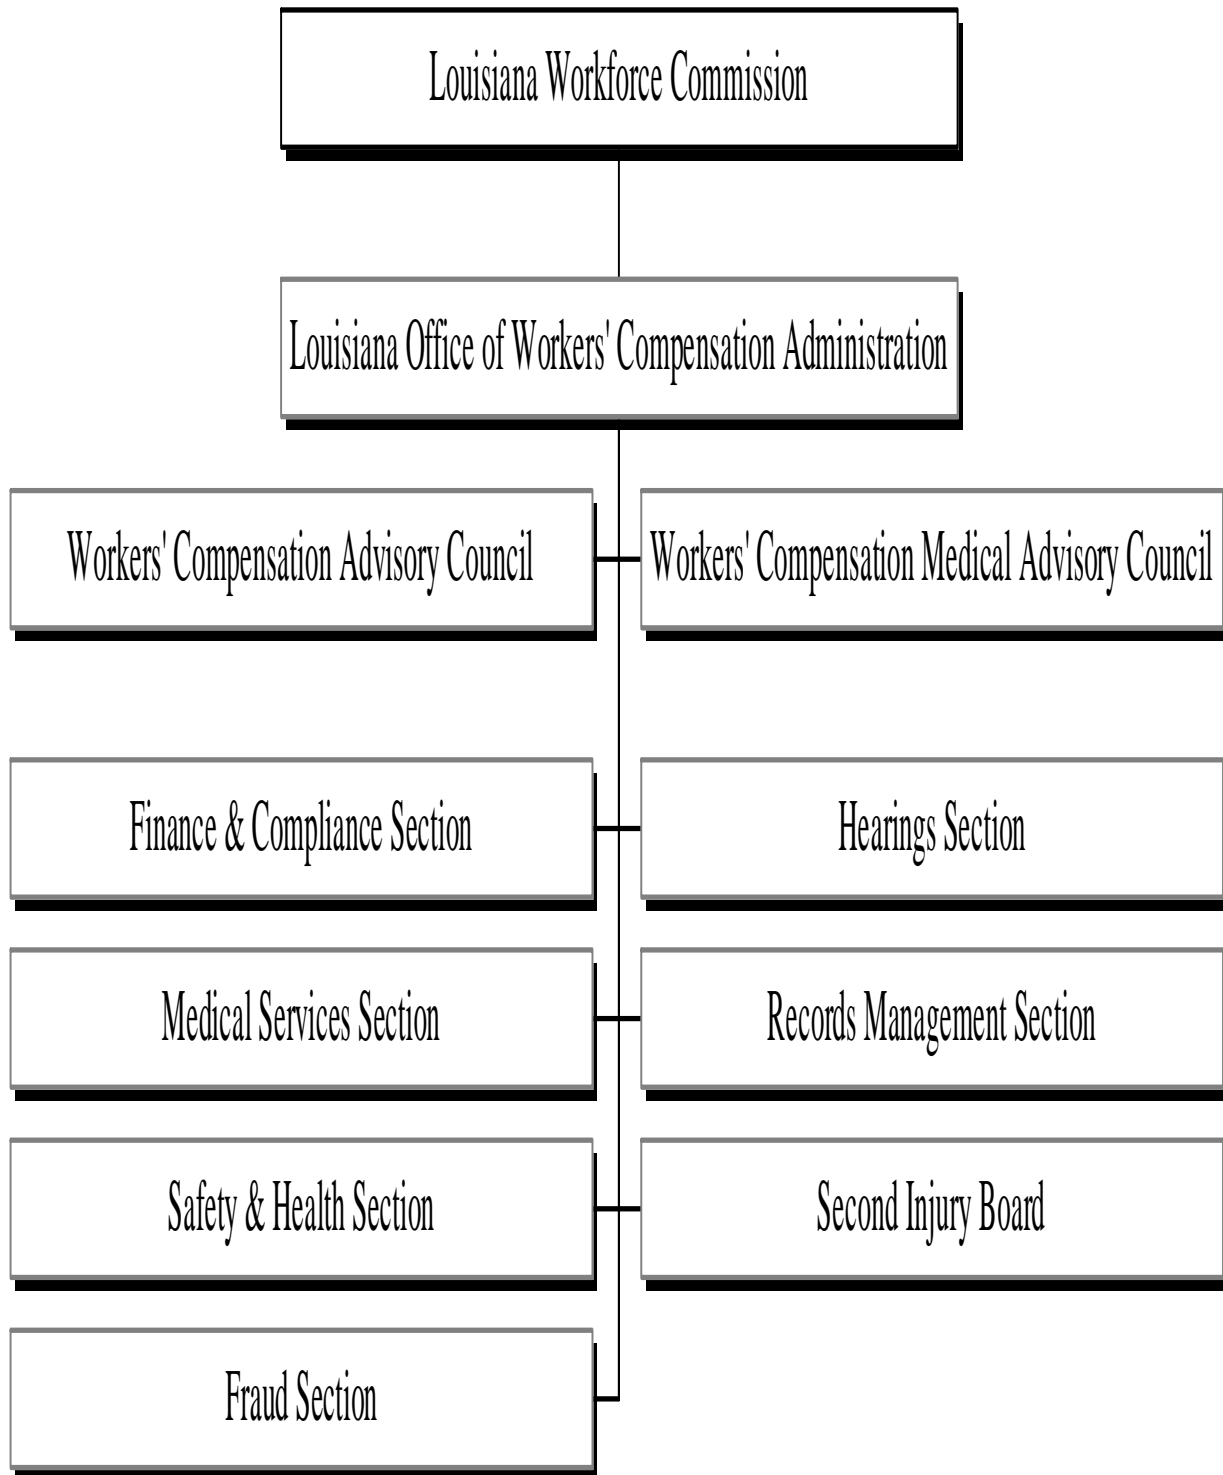 Louisiana Workforce Commission
Louisiana Office of Workers' Compensation Administration
Workers' Compensation Advisory Council
Workers' Compensation Medical Advisory Council
Finance & Compliance Section
Hearings Section
Medical Services Section
Records Management Section
Safety & Health Section
Second Injury Board
Fraud Section